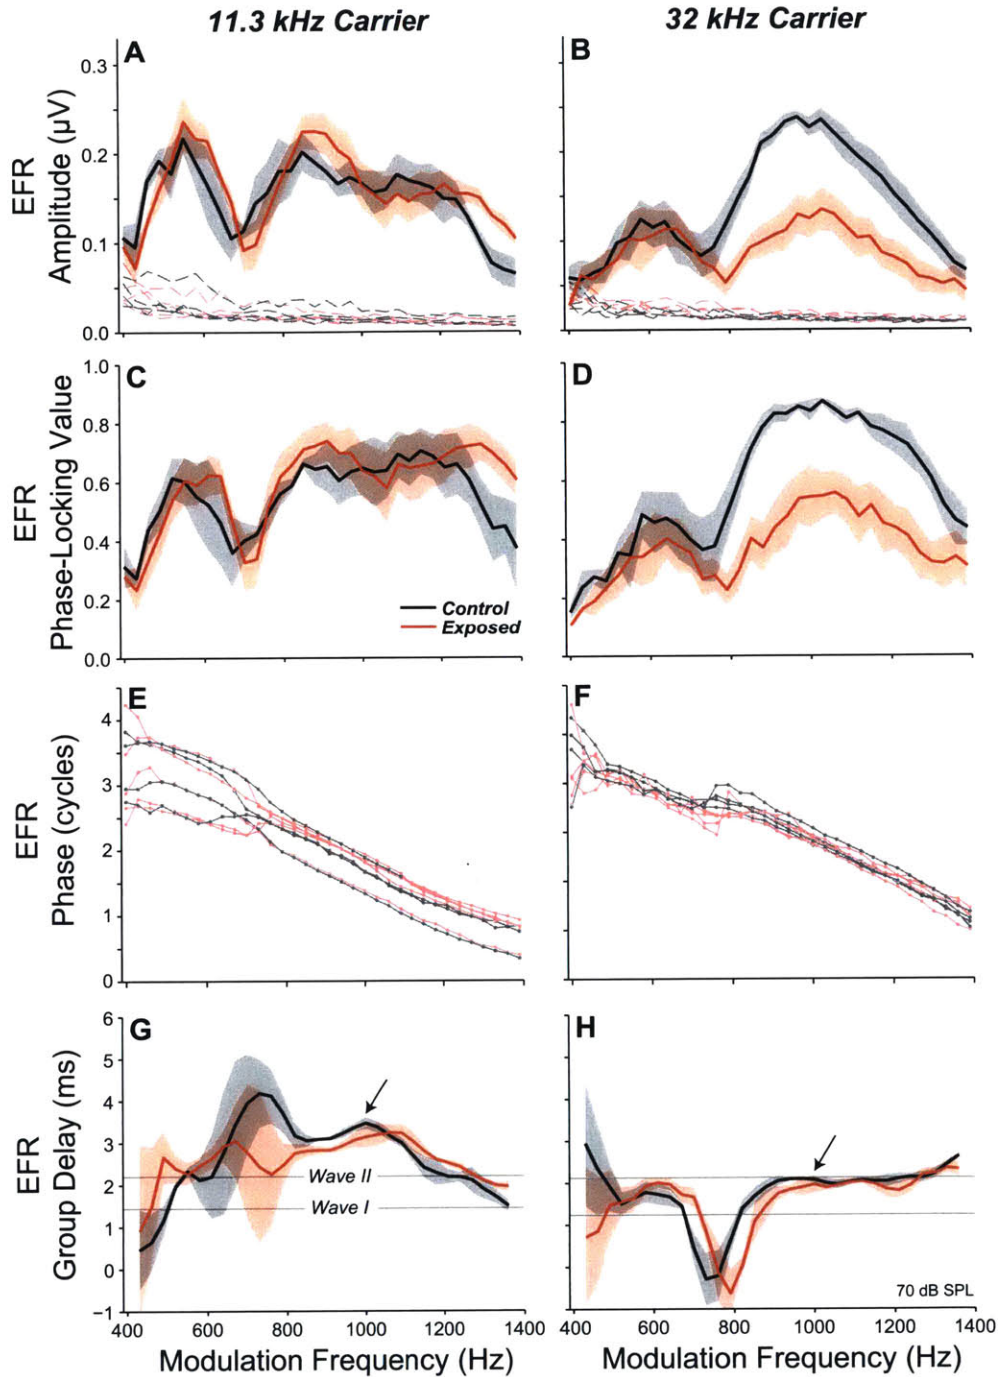 11.3 kHz Carrier
32 kHz Carrier
A
B
EFR
Amplitude (µV)
0.3
0.2
0.1
0.0
C
D
EFR
Phase-Locking Value
1.0
0.8
0.6
0.4
0.2
0.0
Control
Exposed
E
F
EFR
Phase (cycles)
4
3
2
1
0
G
H
EFR
Group Delay (ms)
6
5
4
3
2
1
0
−1
Wave II
Wave I
70 dB SPL
400 600 800 1000 1200 1400
400 600 800 1000 1200 1400
Modulation Frequency (Hz)
Modulation Frequency (Hz)